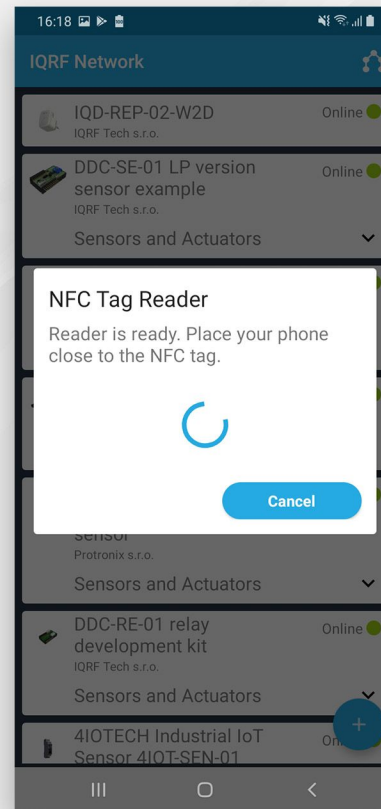 16:18
IQRF Network
IQD-REP-02-W2D
Online
IQRF Tech s.r.o.
DDC-SE-01 LP version
Online
sensor example
IQRF Tech s.r.o.
Sensors and Actuators
NFC Tag Reader
Reader is ready. Place your phone
close to the NFC tag.
Cancel
sensor
Protronix s.r.o.
Sensors and Actuators
DDC-RE-01 relay
Online
development kit
IQRF Tech s.r.o.
Sensors and Actuators
4IOTECH Industrial IoT
Sensor 4IOT-SEN-01